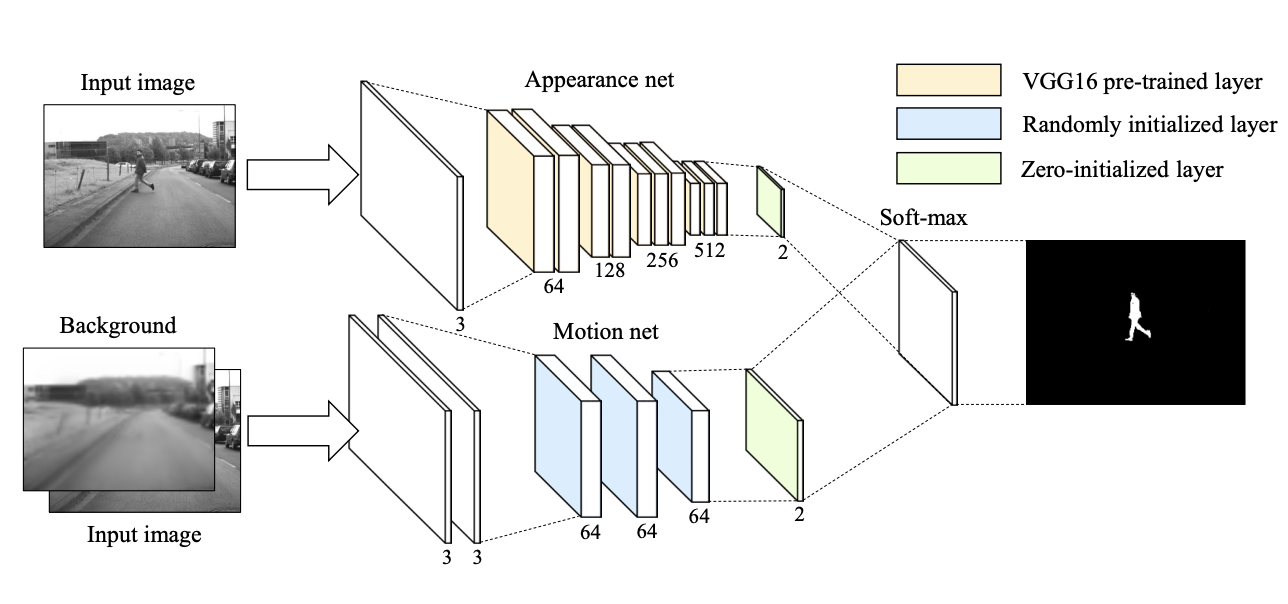 Input image
Appearance net
VGG16 pre-trained layer
Randomly initialized layer
Zero-initialized layer
Soft-max
64
128
256
512
2
3
Background
Motion net
Input image
64
64
64
2
3
3